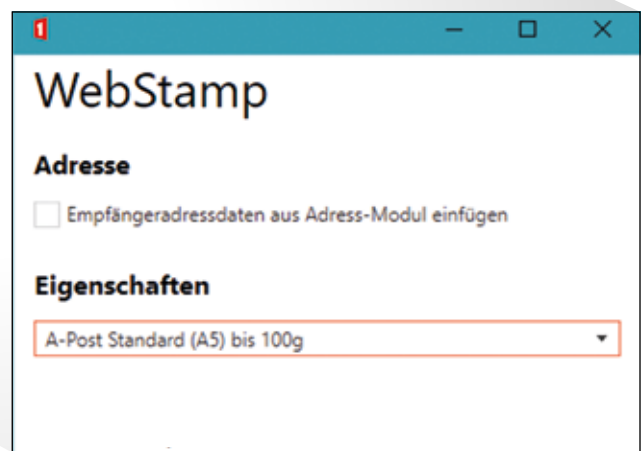 1
WebStamp
Adresse
Empfängeradressdaten aus Adress-Modul einfügen
Eigenschaften
A-Post Standard (A5) bis 100g